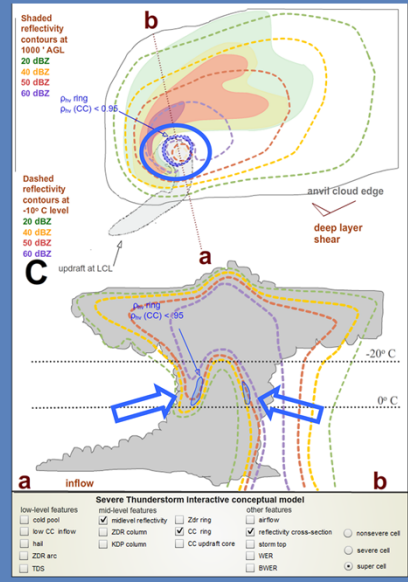 Shaded
reflectivity
contours at
1000 ' AGL
20 dBZ
40 dBZ
50 dBZ
60 dBZ
b
ρhv ring
ρhv (CC) < 0.95
Dashed
reflectivity
contours at
-10º C level
20 dBZ
40 dBZ
50 dBZ
60 dBZ
anvil cloud edge
deep layer
shear
a
updraft at LCL
C
ρhv ring
ρhv (CC) < .95
-20º C
0º C
a
inflow
b
Severe Thunderstorm Interactive conceptual model
low-level features
cold pool
low CC inflow
hail
ZDR arc
TDS
mid-level features
midlevel reflectivity
ZDR column
KDP column
Zdr ring
CC ring
CC updraft core
other features
airflow
reflectivity cross-section
storm top
WER
BWER
nonsevere cell
severe cell
super cell